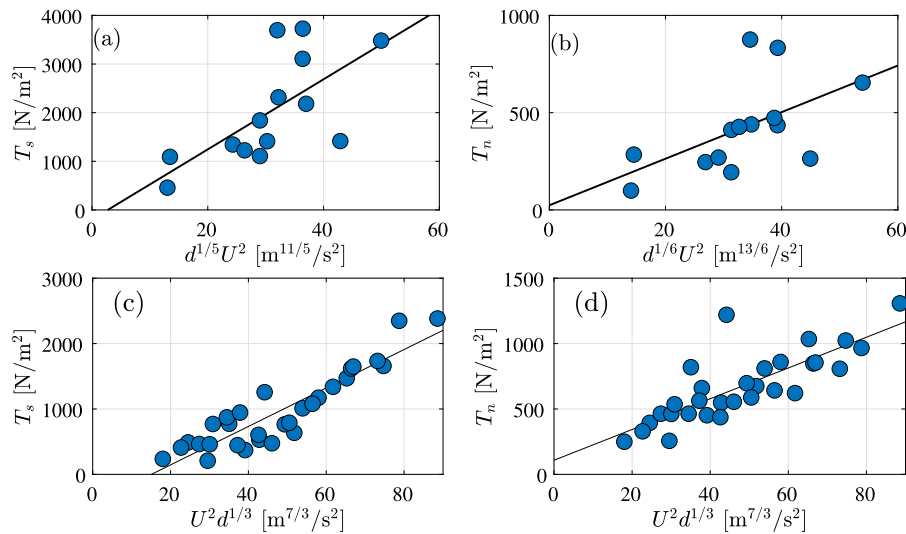 (a)
4000
3000
2000
1000
0
T_s [N/m^2]
0 20 40 60
d^{1/5}U^2 [m^{11/5}/s^2]
(b)
1000
500
0
T_n [N/m^2]
0 20 40 60
d^{1/6}U^2 [m^{13/6}/s^2]
(c)
3000
2000
1000
0
T_s [N/m^2]
0 20 40 60 80
U^2d^{1/3} [m^{7/3}/s^2]
(d)
1500
1000
500
0
T_n [N/m^2]
0 20 40 60 80
U^2d^{1/3} [m^{7/3}/s^2]